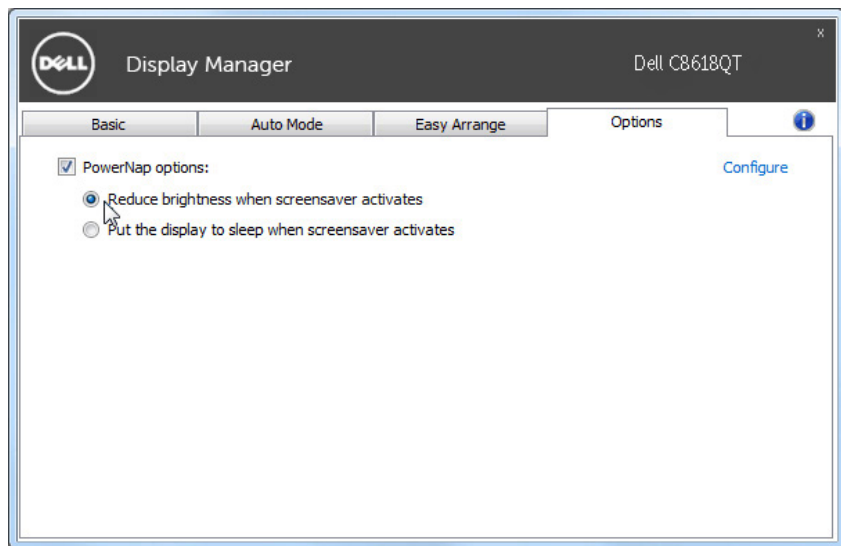 x
DELL Display Manager Dell C8618QT
Basic Auto Mode Easy Arrange Options i
PowerNap options: Configure
Reduce brightness when screensaver activates
Put the display to sleep when screensaver activates